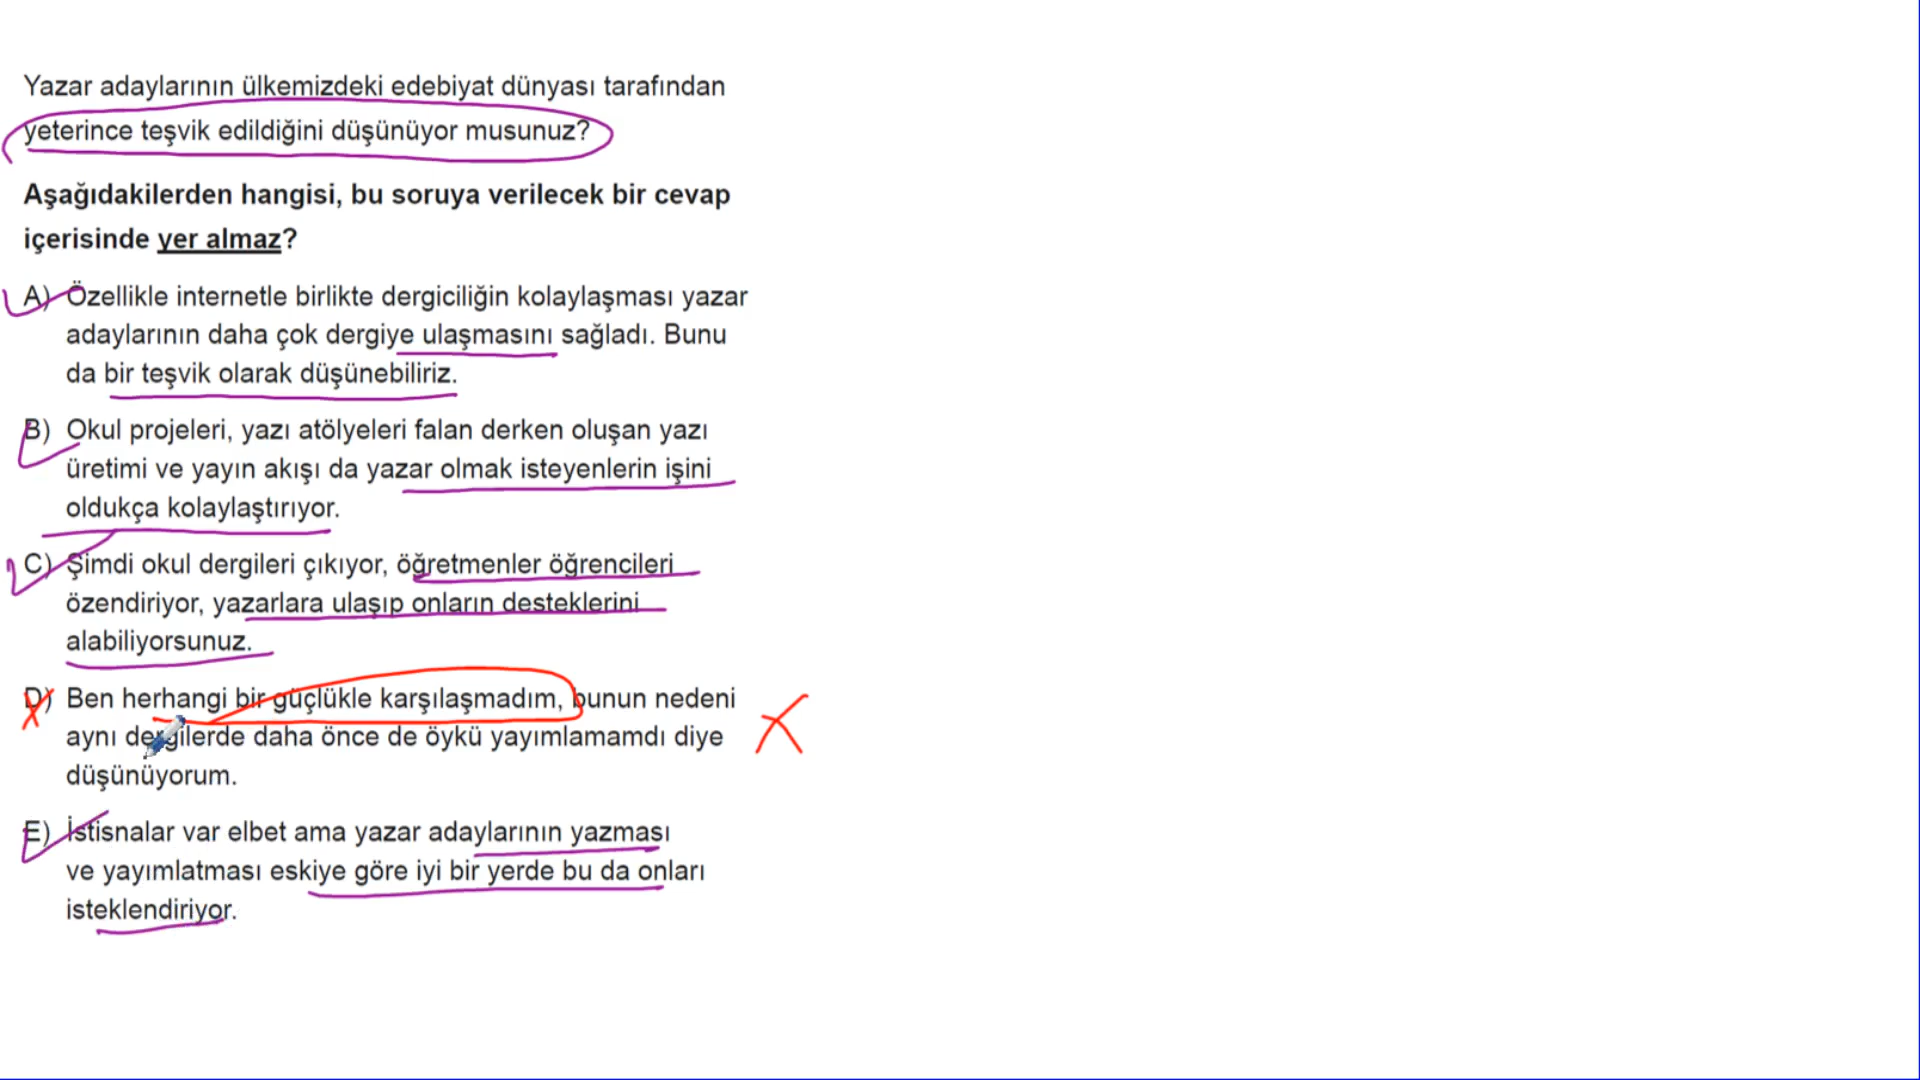 Yazar adaylarının ülkemizdeki edebiyat dünyası tarafından
yeterince teşvik edildiğini düşünüyor musunuz?
Aşağıdakilerden hangisi, bu soruya verilecek bir cevap
içerisinde yer almaz?
A) Özellikle internetle birlikte dergiciliğin kolaylaşması yazar
adaylarının daha çok dergiye ulaşmasını sağladı. Bunu
da bir teşvik olarak düşünebiliriz.
B) Okul projeleri, yazı atölyeleri falan derken oluşan yazı
üretimi ve yayın akışı da yazar olmak isteyenlerin işini
oldukça kolaylaştırıyor.
C) Şimdi okul dergileri çıkıyor, öğretmenler öğrencileri
özendiriyor, yazarlara ulaşıp onların desteklerini
alabiliyorsunuz.
D) Ben herhangi bir güçlükle karşılaşmadım, bunun nedeni
aynı dergilerde daha önce de öykü yayımlamamdı diye
düşünüyorum.
E) İstisnalar var elbet ama yazar adaylarının yazması
ve yayımlatması eskiye göre iyi bir yerde bu da onları
isteklendiriyor.